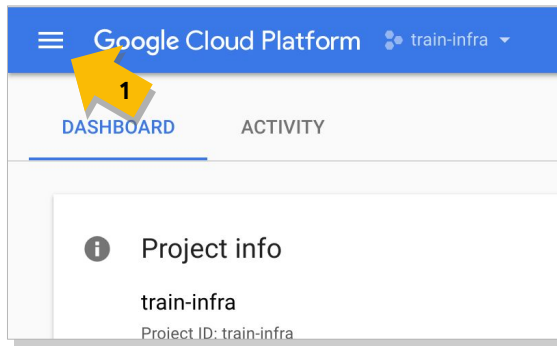 Google Cloud Platform train-infra
1
DASHBOARD ACTIVITY
Project info
train-infra
Project ID: train-infra